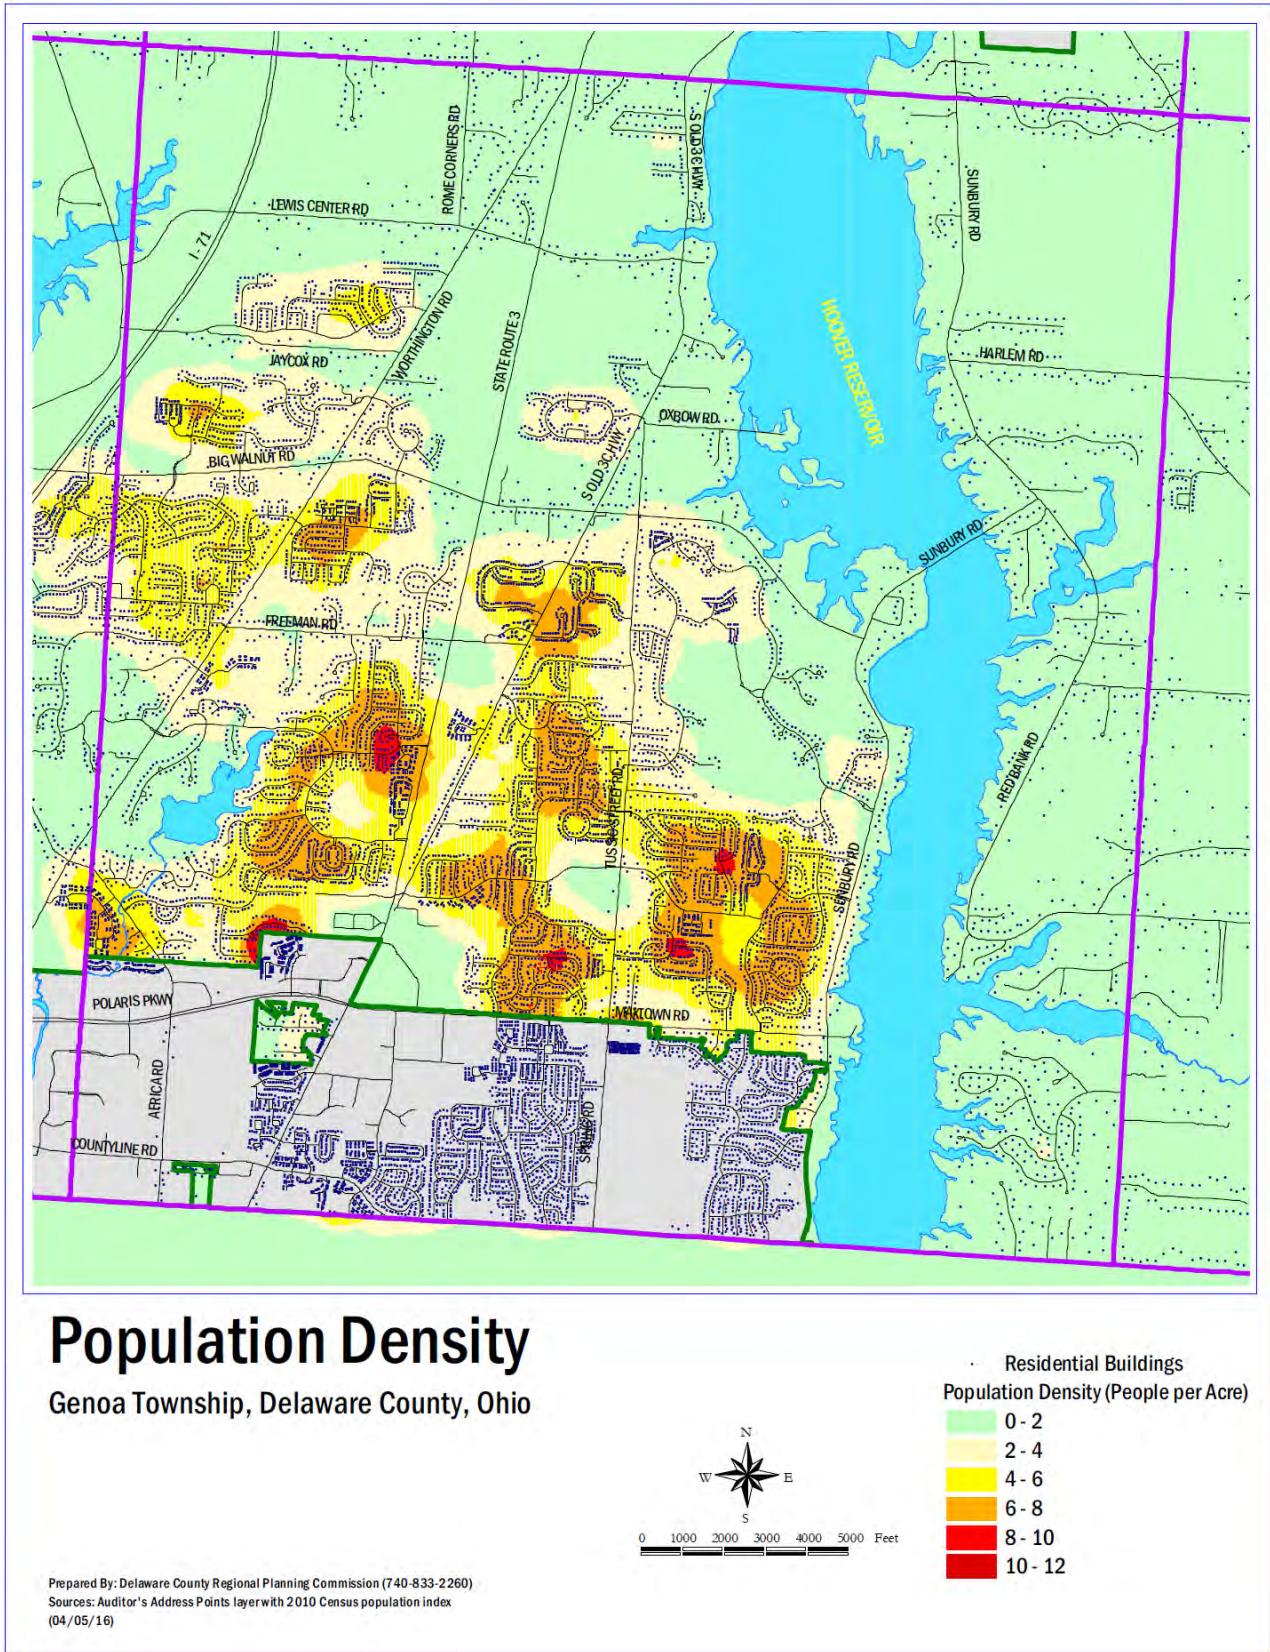 S OLD 3C HWY
ROME CORNERS RD
SUNBURY RD
LEWIS CENTER RD
I - 71
WORTHINGTON RD
STATE ROUTE 3
HOOVER RESERVOIR
HARLEM RD
JAYCOX RD
OXBOW RD
BIG WALNUT RD
S OLD 3C HWY
SUNBURY RD
FREEMAN RD
RED BANK RD
TUSSIC STREET RD
SUNBURY RD
POLARIS PKWY
MAXTOWN RD
AFRICA RD
SPRING RD
COUNTYLINE RD
Population Density
Genoa Township, Delaware County, Ohio
Residential Buildings
Population Density (People per Acre)
0 - 2
2 - 4
4 - 6
6 - 8
8 - 10
10 - 12
N
W
E
S
0 1000 2000 3000 4000 5000 Feet
Prepared By: Delaware County Regional Planning Commission (740-833-2260)
Sources: Auditor's Address Points layer with 2010 Census population index
(04/05/16)